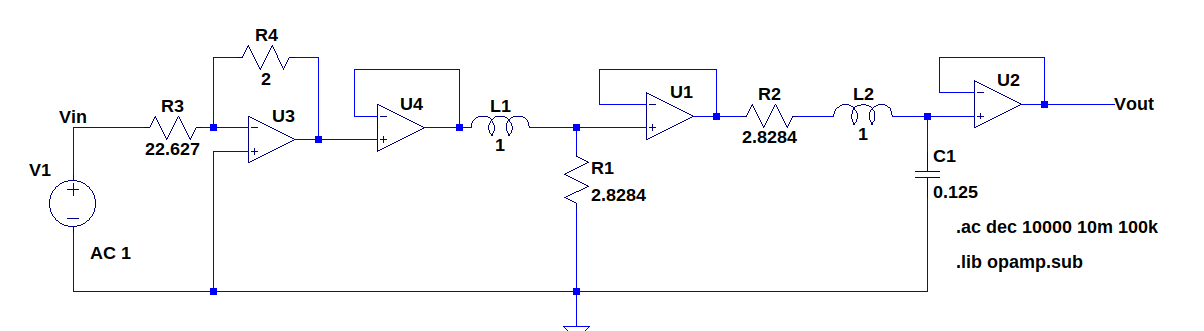 R4
2
Vin
R3
22.627
U3
U4
L1
1
U1
R2
2.8284
L2
1
U2
Vout
V1
AC 1
R1
2.8284
C1
0.125
.ac dec 10000 10m 100k
.lib opamp.sub